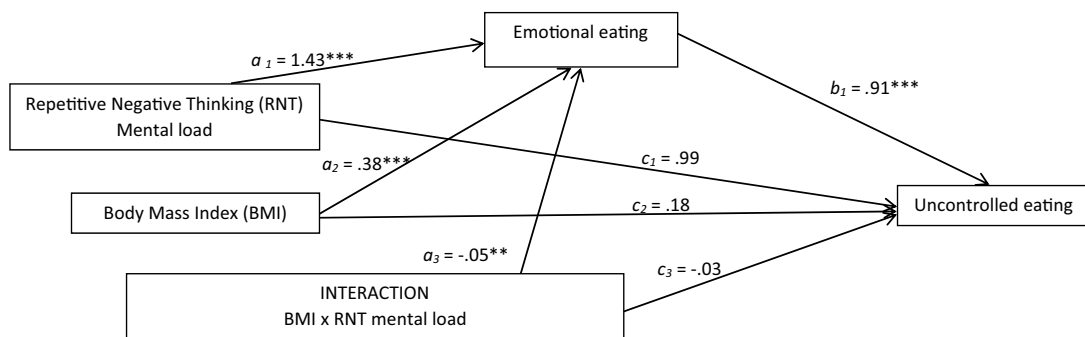 Emotional eating
a 1 = 1.43***
b1 = .91***
Repetitive Negative Thinking (RNT)
Mental load
a2 = .38***
c1 = .99
Body Mass Index (BMI)
c2 = .18
Uncontrolled eating
a3 = -.05**
c3 = -.03
INTERACTION
BMI x RNT mental load